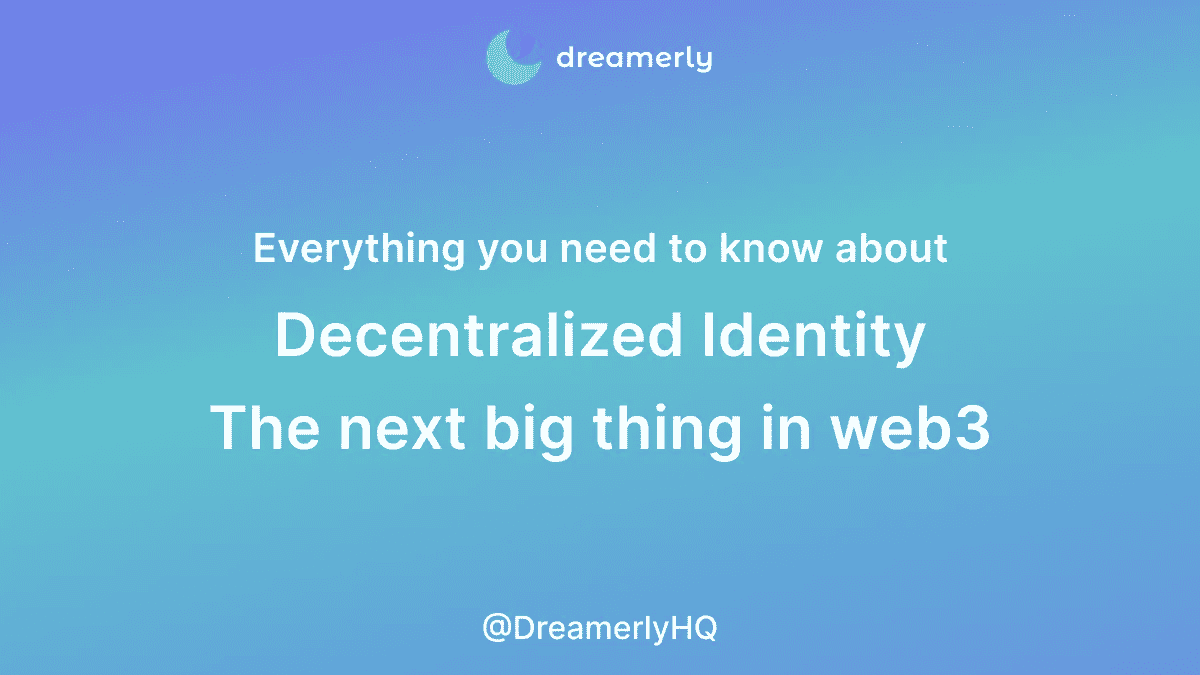 dreamerly
Everything you need to know about
Decentralized Identity
The next big thing in web3
@DreamerlyHQ